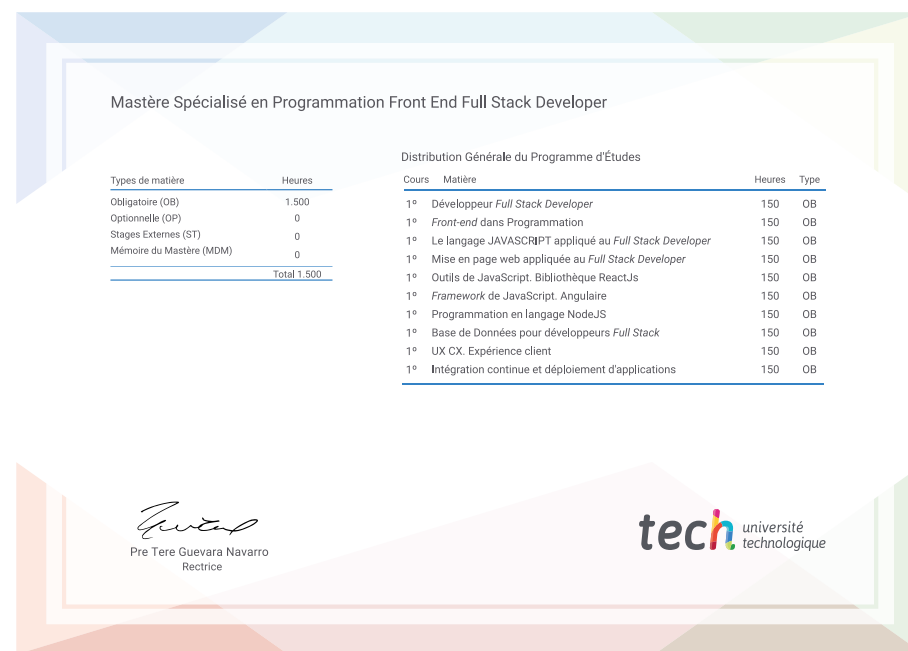 Mastère Spécialisé en Programmation Front End Full Stack Developer
Types de matière Heures
Obligatoire (OB) 1.500
Optionnelle (OP) 0
Stages Externes (ST) 0
Mémoire du Mastère (MDM) 0
Total 1.500
Distribution Générale du Programme d'Études
Cours Matière Heures Type
1º Développeur Full Stack Developer 150 OB
1º Front-end dans Programmation 150 OB
1º Le langage JAVASCRIPT appliqué au Full Stack Developer 150 OB
1º Mise en page web appliquée au Full Stack Developer 150 OB
1º Outils de JavaScript. Bibliothèque ReactJs 150 OB
1º Framework de JavaScript. Angulaire 150 OB
1º Programmation en langage NodeJS 150 OB
1º Base de Données pour développeurs Full Stack 150 OB
1º UX CX. Expérience client 150 OB
1º Intégration continue et déploiement d'applications 150 OB
Pre Tere Guevara Navarro
Rectrice
tech université
technologique